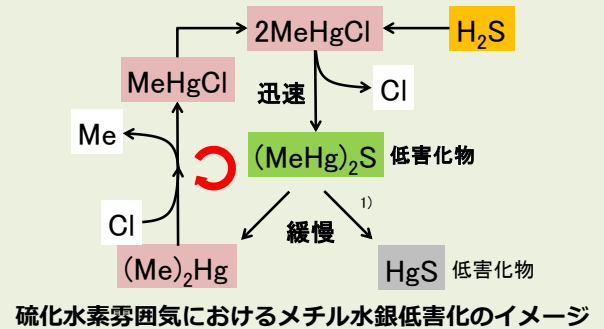 2MeHgCl
H₂S
MeHgCl
迅速
Cl
Me
(MeHg)₂S 低害化物
1)
Cl
緩慢
(Me)₂Hg
HgS 低害化物
硫化水素雰囲気におけるメチル水銀低害化のイメージ